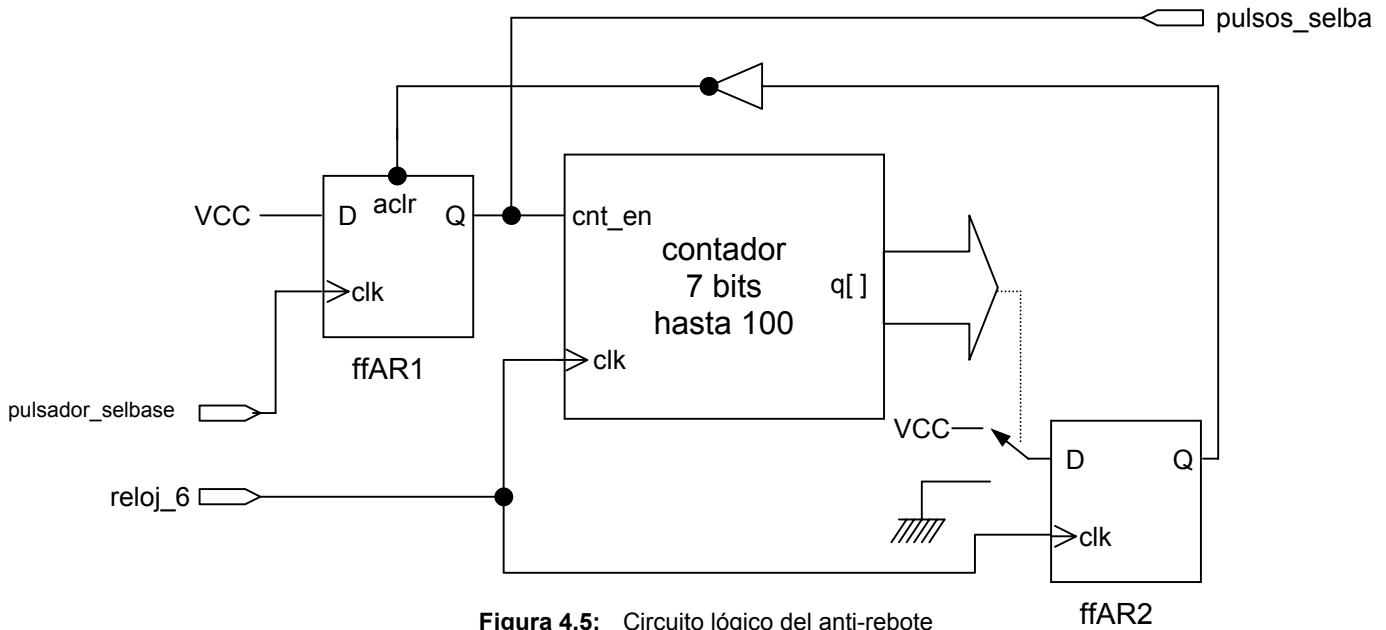 pulsos_selba
VCC
D
aclr
Q
clk
ffAR1
cnt_en
contador
7 bits
hasta 100
q[ ]
clk
pulsador_selbase
reloj_6
VCC
D
Q
clk
ffAR2
Figura 4.5: Circuito lógico del anti-rebote